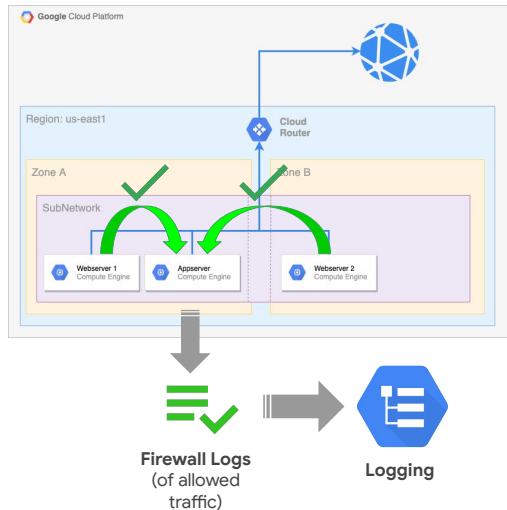 Google Cloud Platform
Region: us-east1
Cloud
Router
Zone A
Zone B
SubNetwork
Webserver 1
Compute Engine
Appserver
Compute Engine
Webserver 2
Compute Engine
Firewall Logs
(of allowed
traffic)
Logging